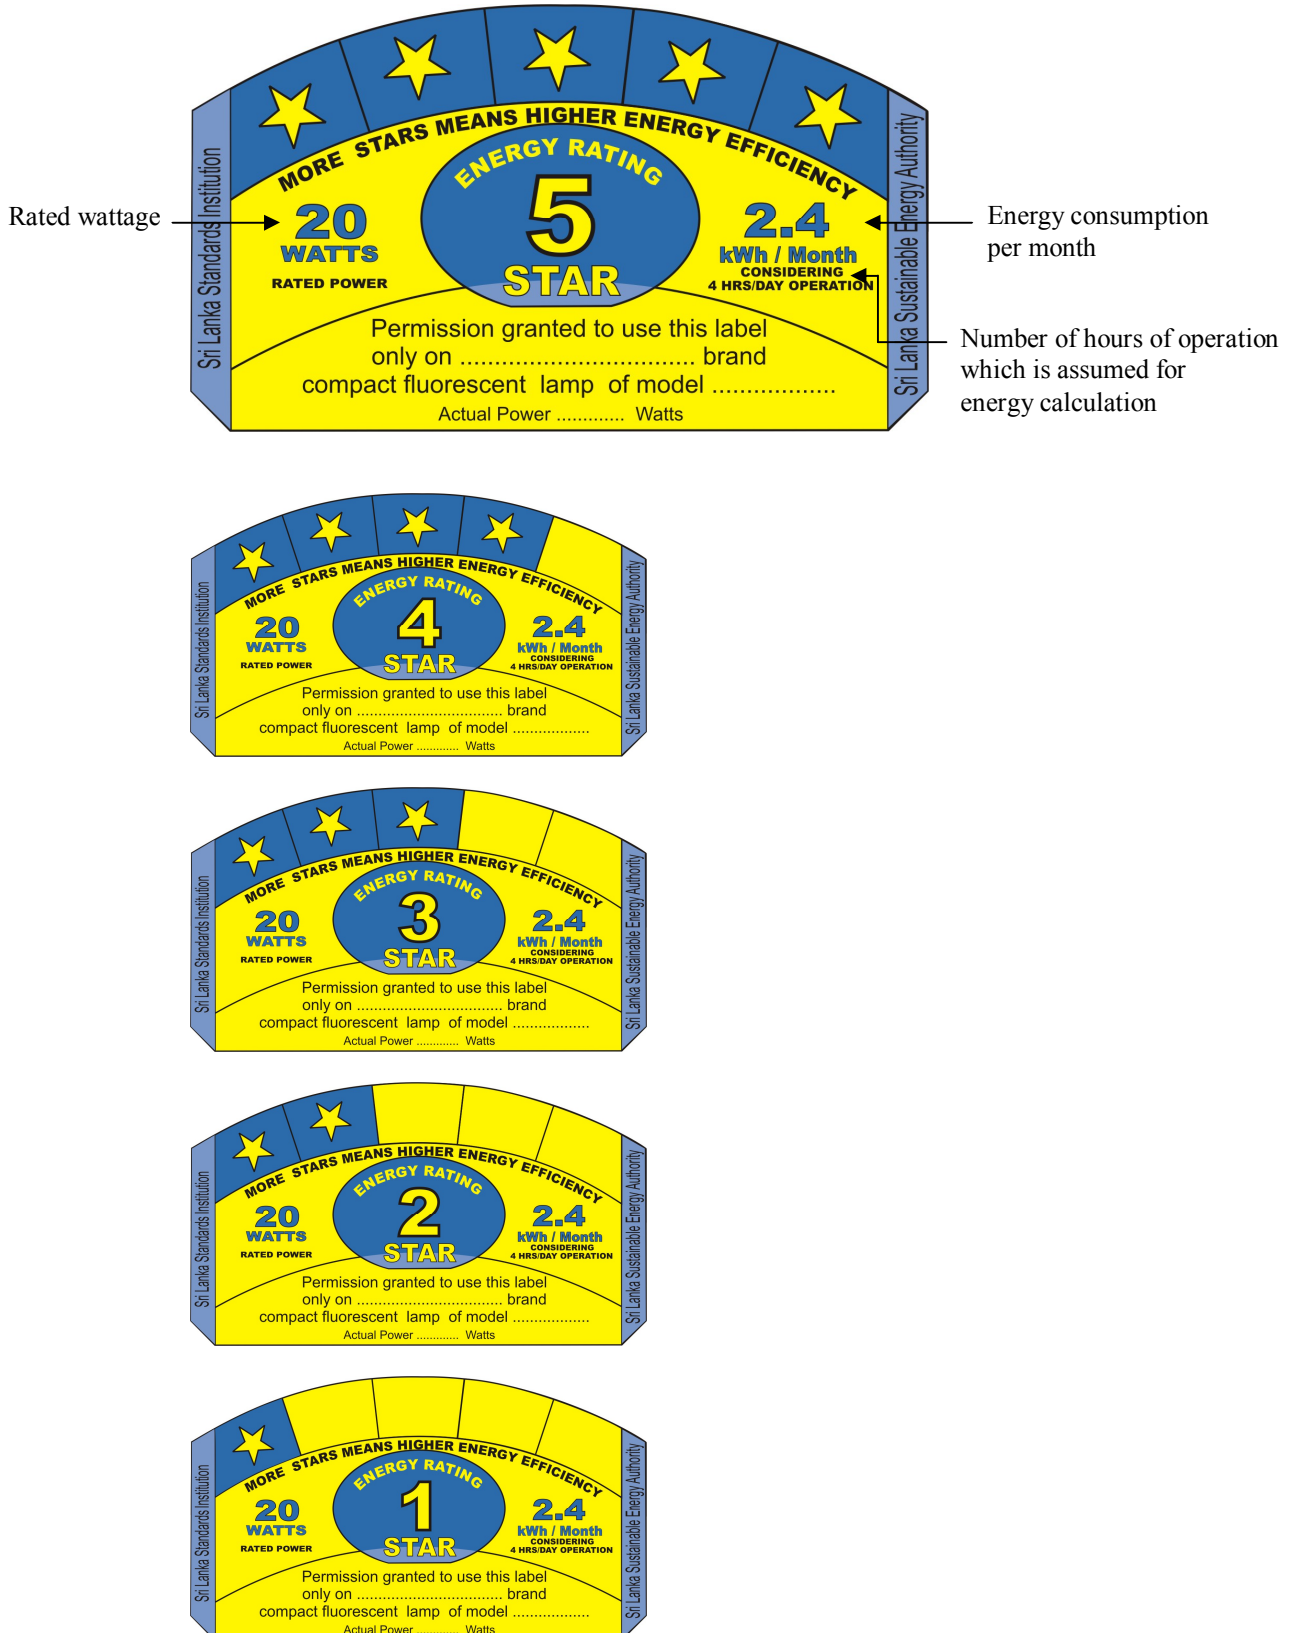 MORE STARS MEANS HIGHER ENERGY EFFICIENCY
ENERGY RATING
5
STAR
20
WATTS
RATED POWER
2.4
kWh / Month
CONSIDERING
4 HRS/DAY OPERATION
Permission granted to use this label
only on .................................. brand
compact fluorescent lamp of model ..................
Actual Power ............. Watts
Sri Lanka Standards Institution
Sri Lanka Sustainable Energy Authority
Rated wattage
Energy consumption
per month
Number of hours of operation
which is assumed for
energy calculation
MORE STARS MEANS HIGHER ENERGY EFFICIENCY
ENERGY RATING
4
STAR
20
WATTS
RATED POWER
2.4
kWh / Month
CONSIDERING
4 HRS/DAY OPERATION
Permission granted to use this label
only on .................................. brand
compact fluorescent lamp of model ..................
Actual Power ............. Watts
Sri Lanka Standards Institution
Sri Lanka Sustainable Energy Authority
MORE STARS MEANS HIGHER ENERGY EFFICIENCY
ENERGY RATING
3
STAR
20
WATTS
RATED POWER
2.4
kWh / Month
CONSIDERING
4 HRS/DAY OPERATION
Permission granted to use this label
only on .................................. brand
compact fluorescent lamp of model ..................
Actual Power ............. Watts
Sri Lanka Standards Institution
Sri Lanka Sustainable Energy Authority
MORE STARS MEANS HIGHER ENERGY EFFICIENCY
ENERGY RATING
2
STAR
20
WATTS
RATED POWER
2.4
kWh / Month
CONSIDERING
4 HRS/DAY OPERATION
Permission granted to use this label
only on .................................. brand
compact fluorescent lamp of model ..................
Actual Power ............. Watts
Sri Lanka Standards Institution
Sri Lanka Sustainable Energy Authority
MORE STARS MEANS HIGHER ENERGY EFFICIENCY
ENERGY RATING
1
STAR
20
WATTS
RATED POWER
2.4
kWh / Month
CONSIDERING
4 HRS/DAY OPERATION
Permission granted to use this label
only on .................................. brand
compact fluorescent lamp of model ..................
Actual Power ............. Watts
Sri Lanka Standards Institution
Sri Lanka Sustainable Energy Authority